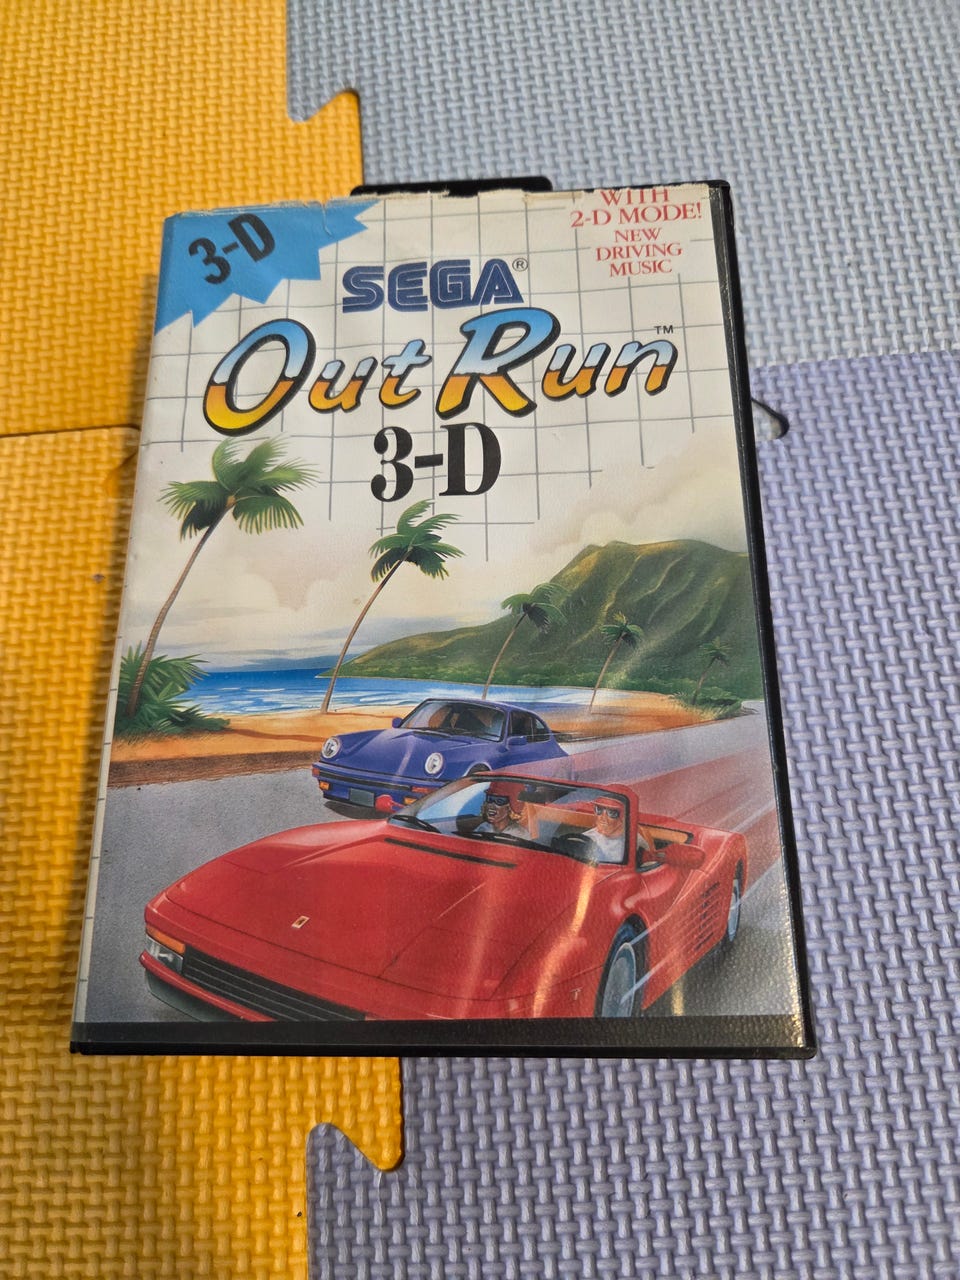 3-D
WITH
2-D MODE!
NEW
DRIVING
MUSIC
SEGA®
Out Run™
3-D